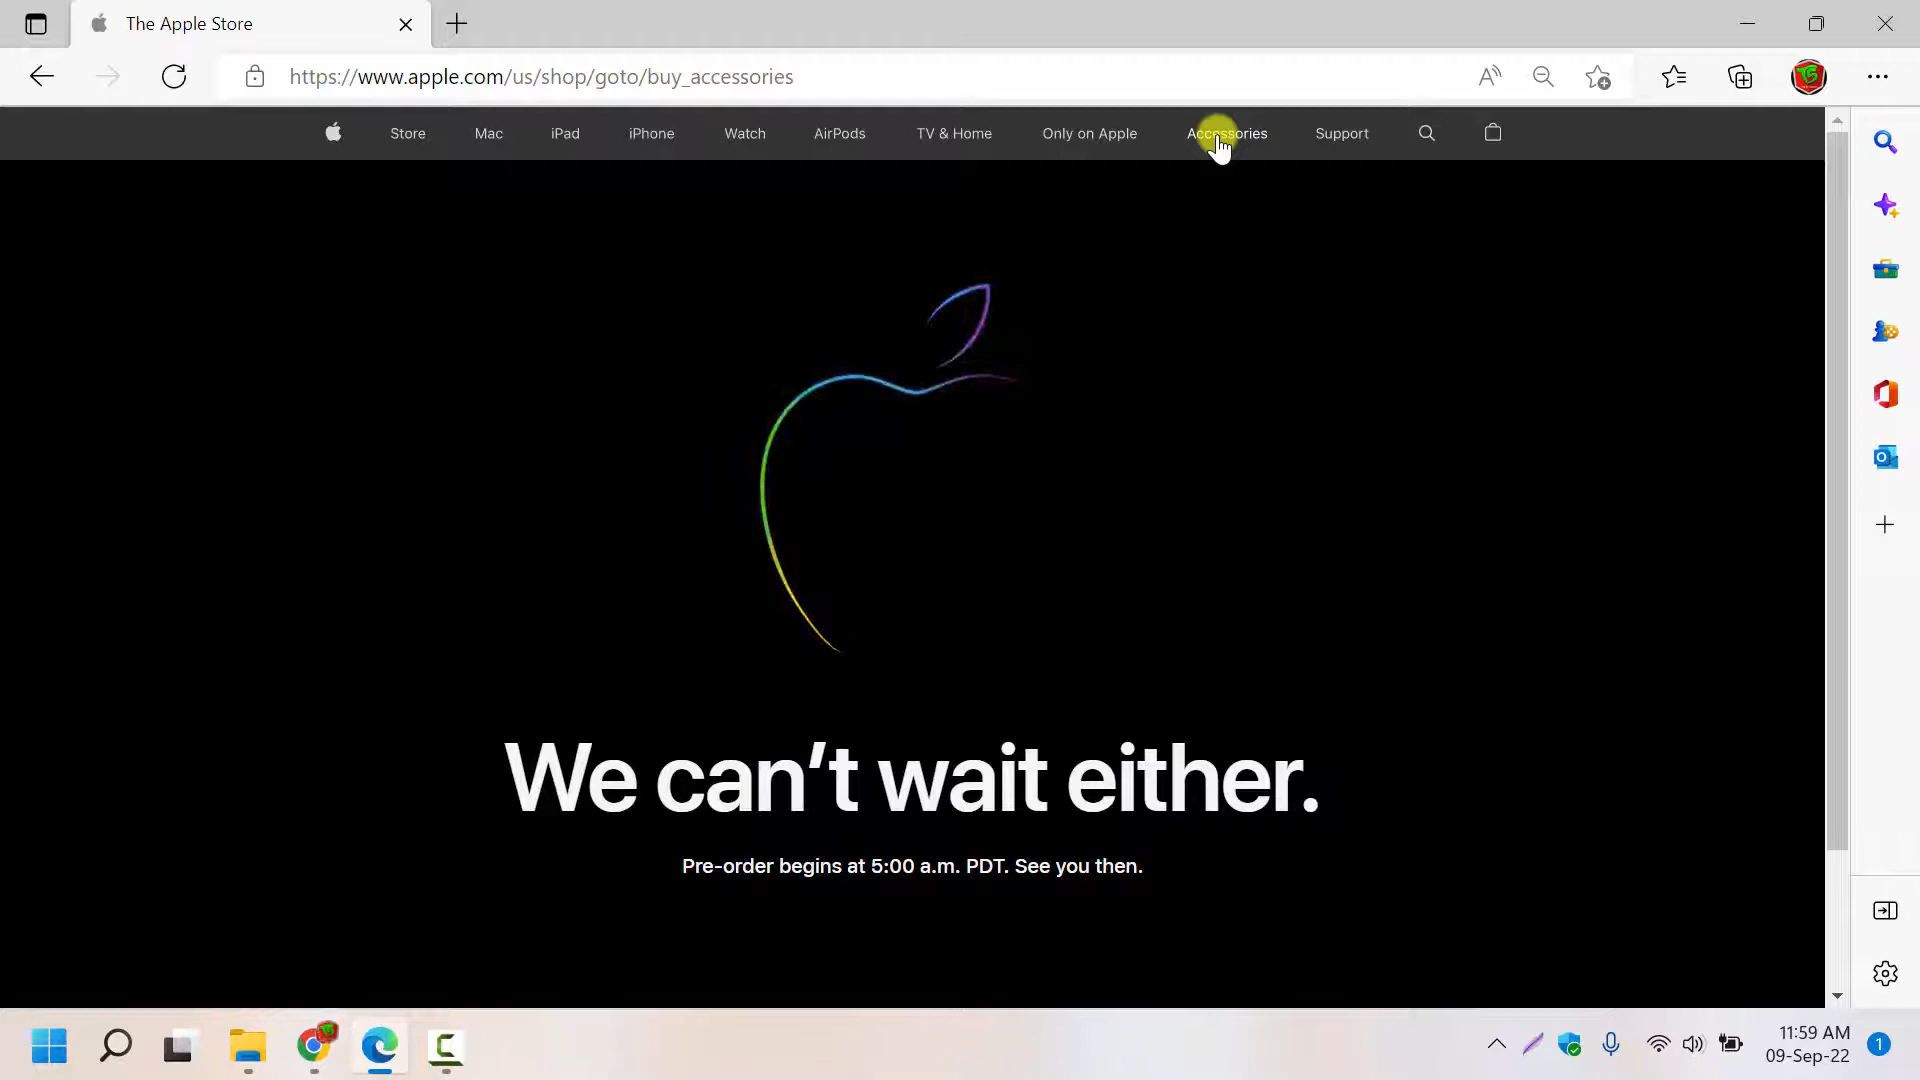 The Apple Store
https://www.apple.com/us/shop/goto/buy_accessories
Store Mac iPad iPhone Watch AirPods TV & Home Only on Apple Accessories Support
We can't wait either.
Pre-order begins at 5:00 a.m. PDT. See you then.
11:59 AM
09-Sep-22
1